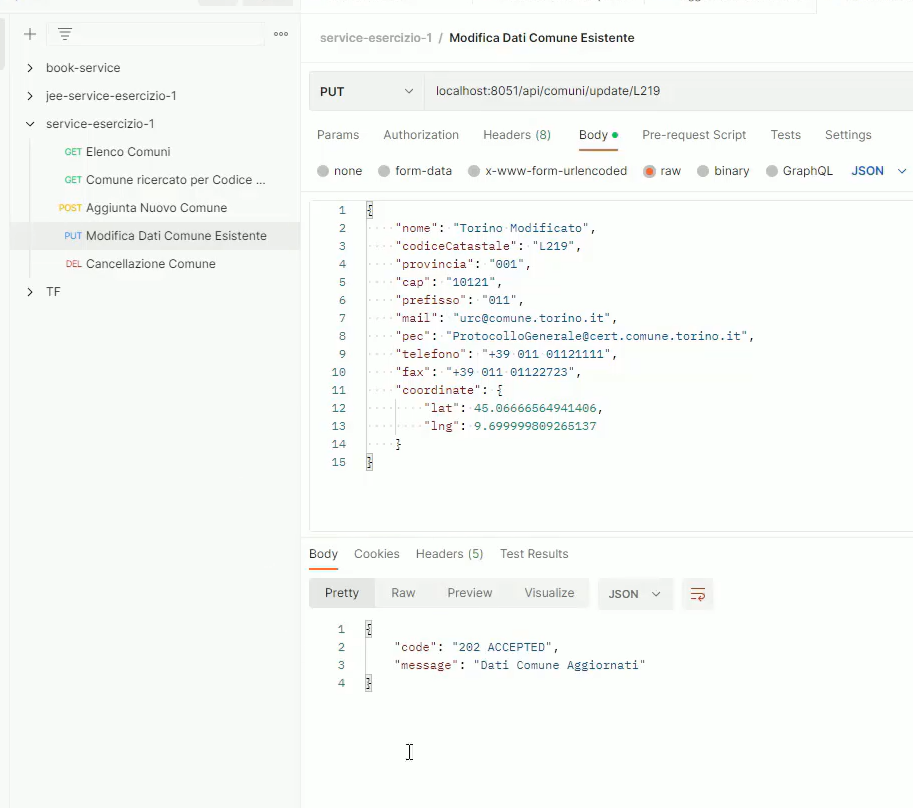 service-esercizio-1 / Modifica Dati Comune Esistente
book-service
jee-service-esercizio-1
service-esercizio-1
GET Elenco Comuni
GET Comune ricercato per Codice ...
POST Aggiunta Nuovo Comune
PUT Modifica Dati Comune Esistente
DEL Cancellazione Comune
TF
PUT localhost:8051/api/comuni/update/L219
Params Authorization Headers (8) Body Pre-request Script Tests Settings
none form-data x-www-form-urlencoded raw binary GraphQL JSON
1 {
2 "nome": "Torino Modificato",
3 "codiceCatastale": "L219",
4 "provincia": "001",
5 "cap": "10121",
6 "prefisso": "011",
7 "mail": "urc@comune.torino.it",
8 "pec": "ProtocolloGenerale@cert.comune.torino.it",
9 "telefono": "+39 011 01121111",
10 "fax": "+39 011 01122723",
11 "coordinate": {
12 "lat": 45.06666564941406,
13 "lng": 9.699999809265137
14 }
15 }
Body Cookies Headers (5) Test Results
Pretty Raw Preview Visualize JSON
1 {
2 "code": "202 ACCEPTED",
3 "message": "Dati Comune Aggiornati"
4 }